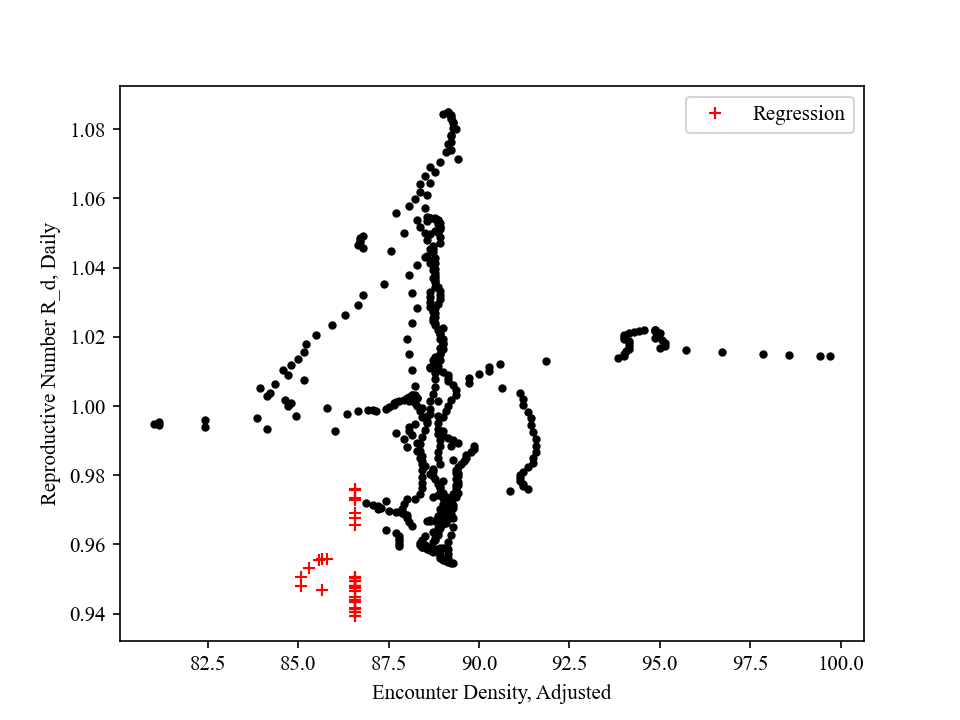 Regression
1.08
1.06
1.04
1.02
1.00
0.98
0.96
0.94
Reproductive Number R_d, Daily
82.5 85.0 87.5 90.0 92.5 95.0 97.5 100.0
Encounter Density, Adjusted